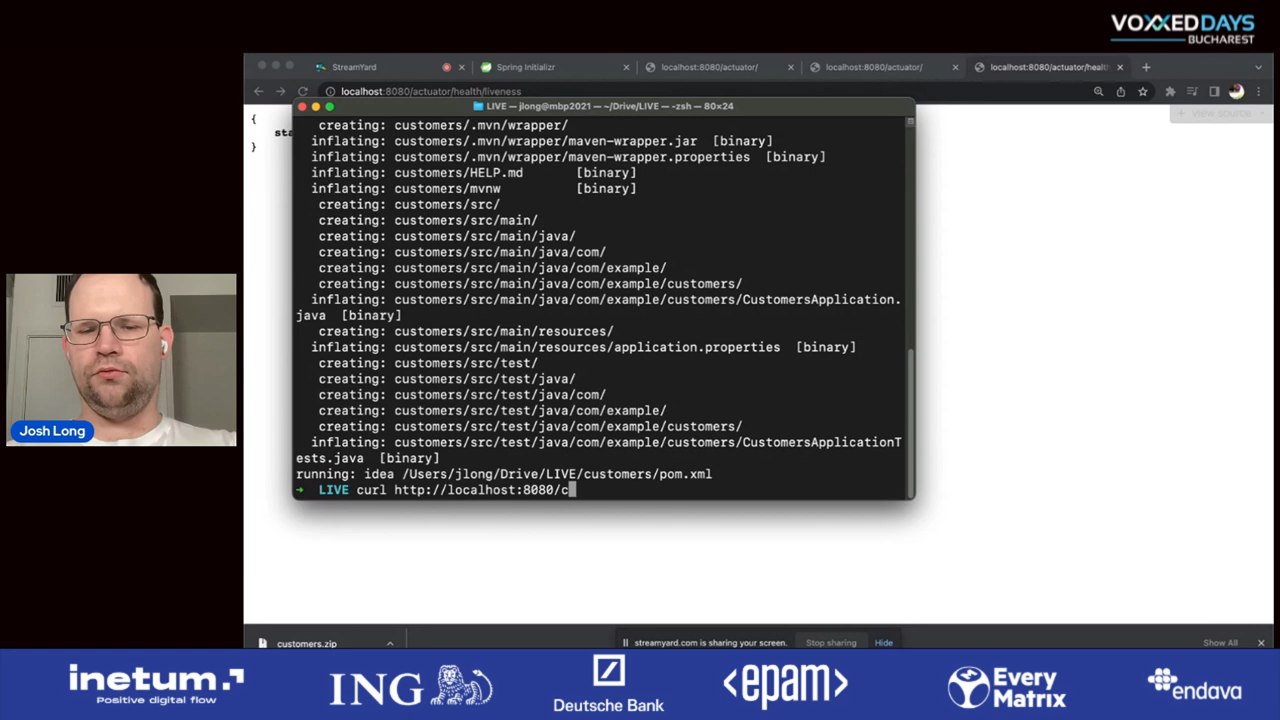 VOXXEDDAYS
BUCHAREST
StreamYard
Spring Initializr
localhost:8080/actuator/
localhost:8080/actuator/
localhost:8080/actuator/healt
localhost:8080/actuator/health/liveness
LIVE — jlong@mbp2021 — ~/Drive/LIVE — -zsh — 80×24
{
sta
}
view source
creating: customers/.mvn/wrapper/
inflating: customers/.mvn/wrapper/maven-wrapper.jar [binary]
inflating: customers/.mvn/wrapper/maven-wrapper.properties [binary]
inflating: customers/HELP.md [binary]
inflating: customers/mvnw [binary]
creating: customers/src/
creating: customers/src/main/
creating: customers/src/main/java/
creating: customers/src/main/java/com/
creating: customers/src/main/java/com/example/
creating: customers/src/main/java/com/example/customers/
inflating: customers/src/main/java/com/example/customers/CustomersApplication.
java [binary]
creating: customers/src/main/resources/
inflating: customers/src/main/resources/application.properties [binary]
creating: customers/src/test/
creating: customers/src/test/java/
creating: customers/src/test/java/com/
creating: customers/src/test/java/com/example/
creating: customers/src/test/java/com/example/customers/
inflating: customers/src/test/java/com/example/customers/CustomersApplicationT
ests.java [binary]
running: idea /Users/jlong/Drive/LIVE/customers/pom.xml
➜ LIVE curl http://localhost:8080/c
Josh Long
customers.zip
streamyard.com is sharing your screen.
Stop sharing
Hide
Show All
inetum.
Positive digital flow
ING
Deutsche Bank
<epam>
Every
Matrix
endava